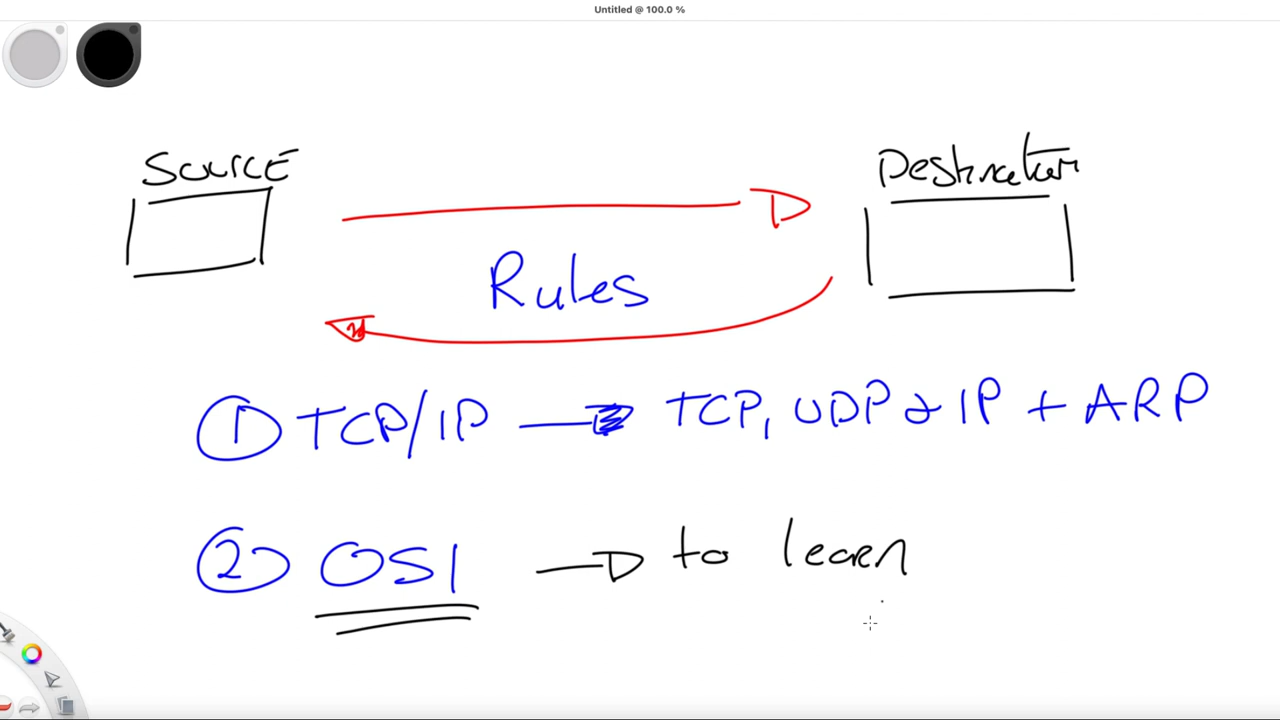 Untitled @ 100.0 %
SOURCE
Destination
Rules
① TCP/IP → TCP, UDP & IP + ARP
② OSI → to learn